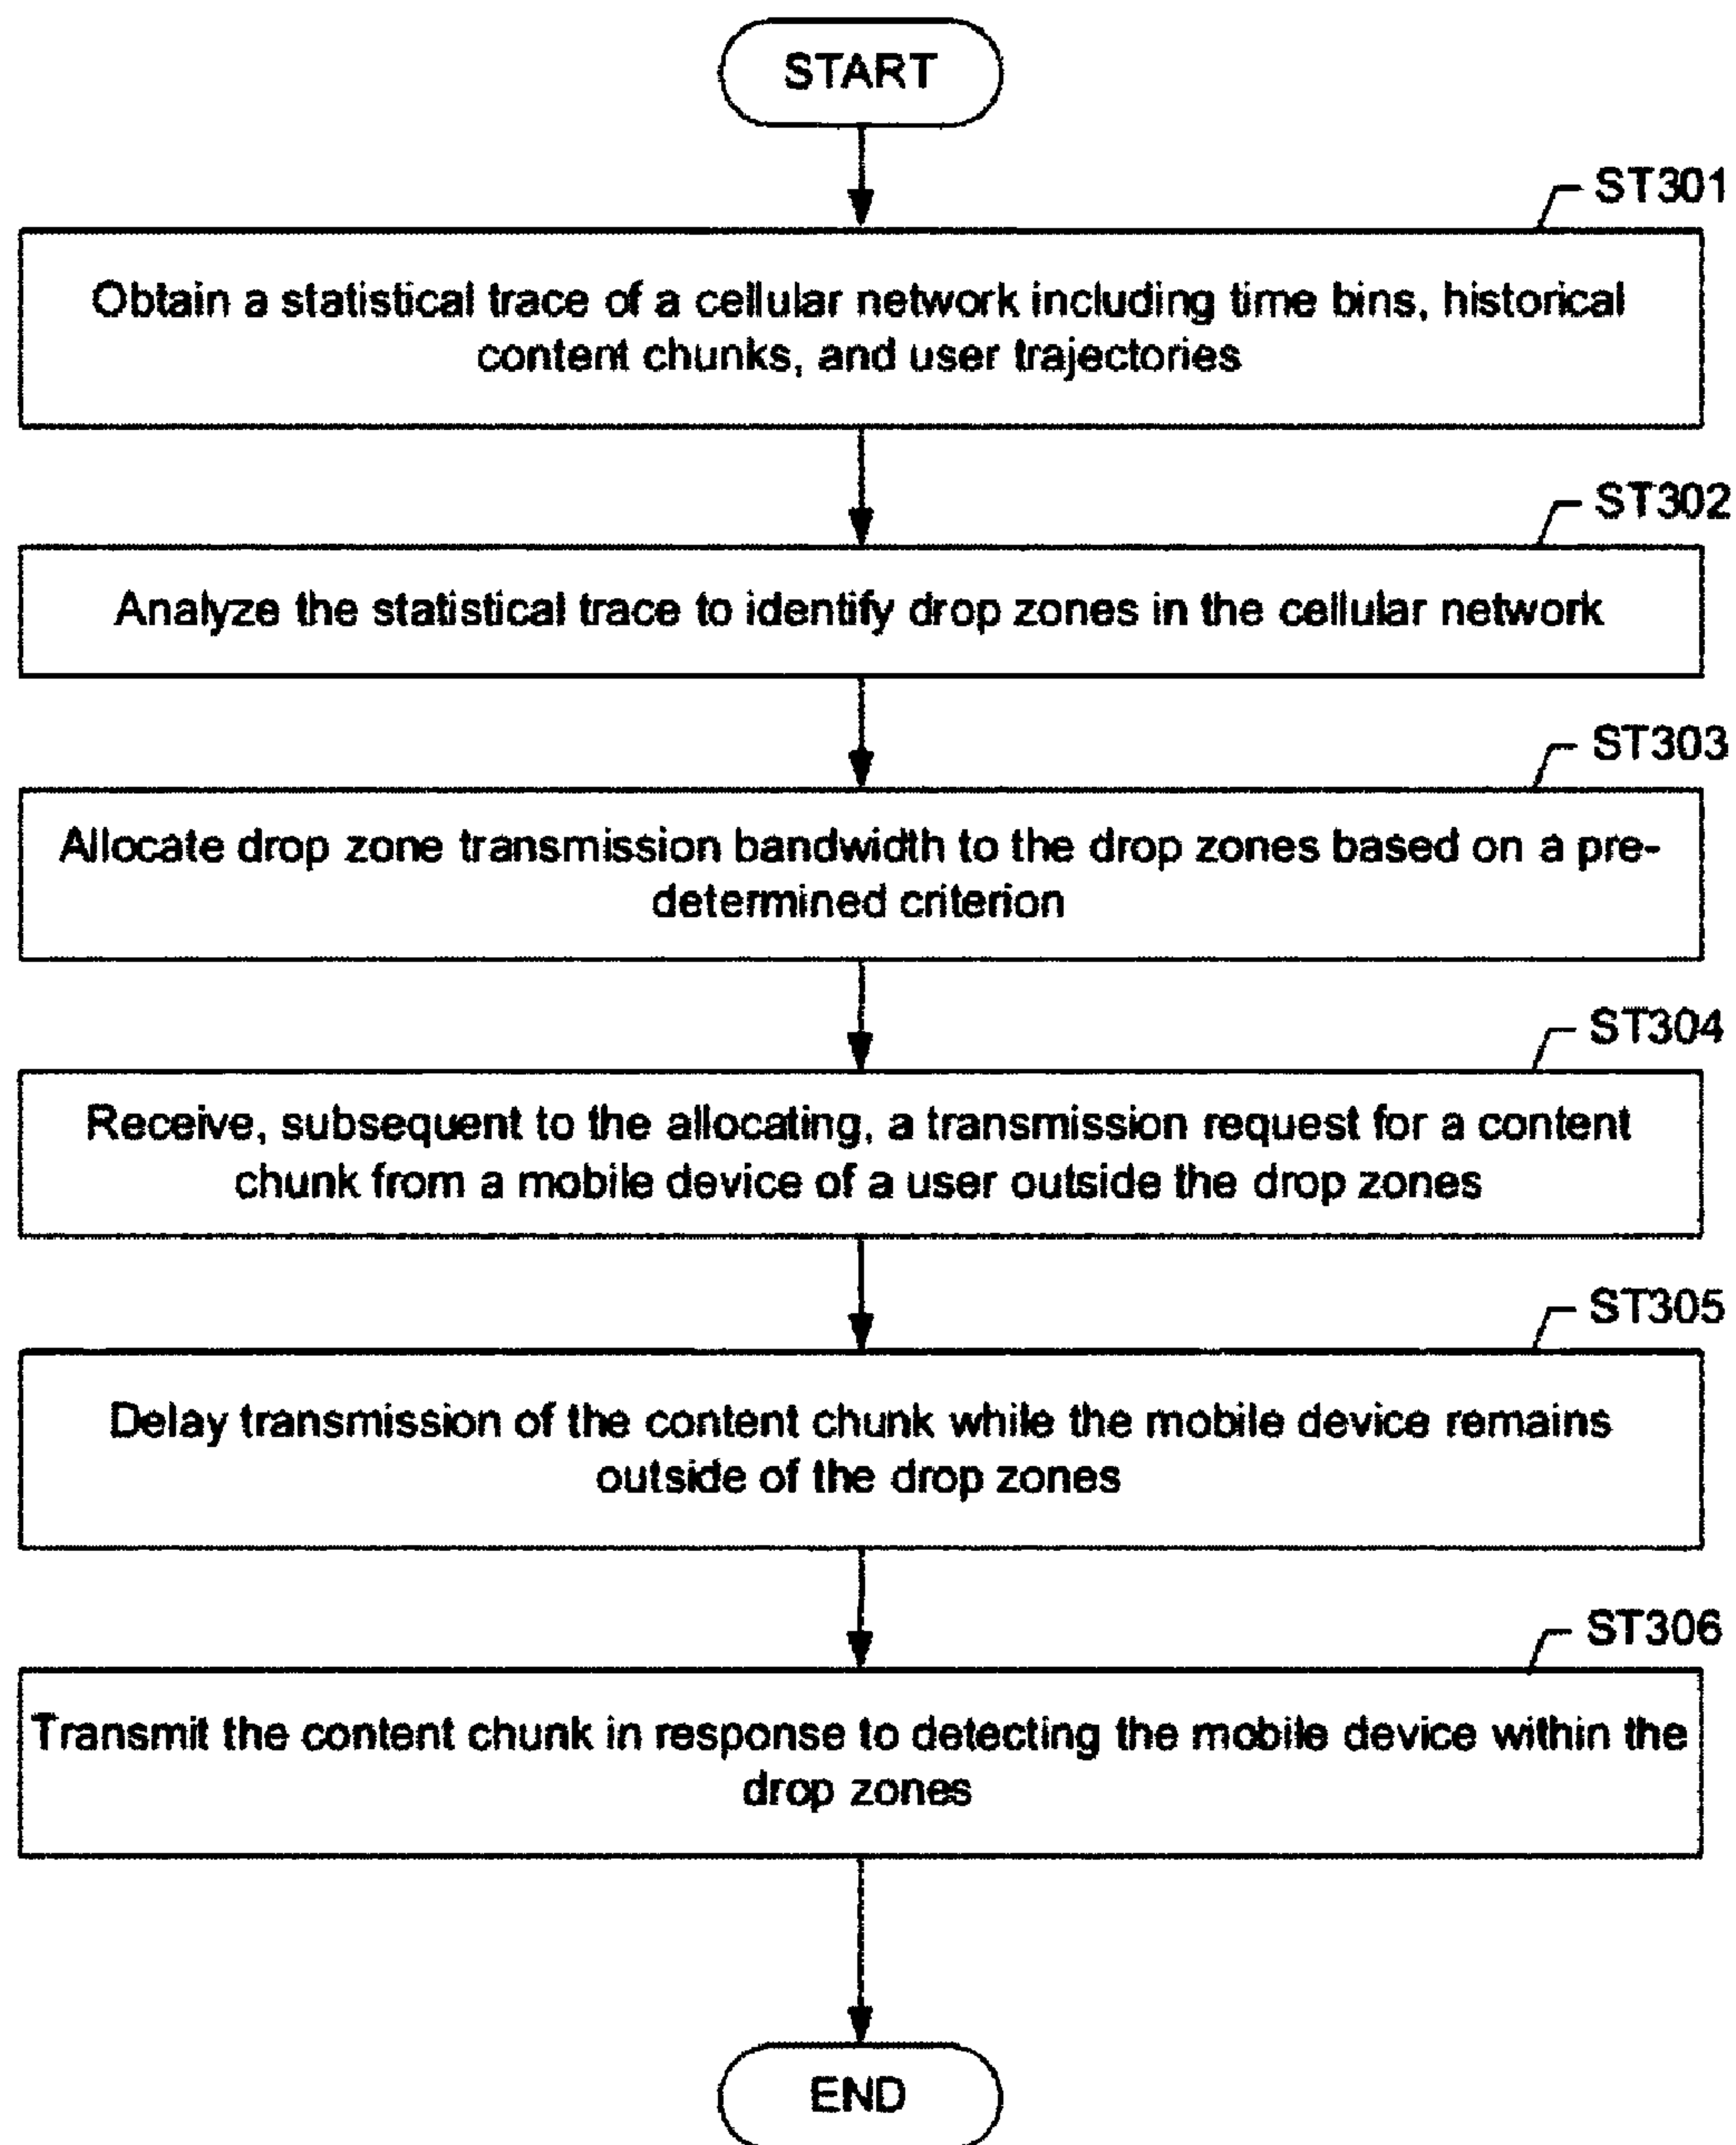 START
ST301
Obtain a statistical trace of a cellular network including time bins, historical
content chunks, and user trajectories
ST302
Analyze the statistical trace to identify drop zones in the cellular network
ST303
Allocate drop zone transmission bandwidth to the drop zones based on a pre-
determined criterion
ST304
Receive, subsequent to the allocating, a transmission request for a content
chunk from a mobile device of a user outside the drop zones
ST305
Delay transmission of the content chunk while the mobile device remains
outside of the drop zones
ST306
Transmit the content chunk in response to detecting the mobile device within the
drop zones
END